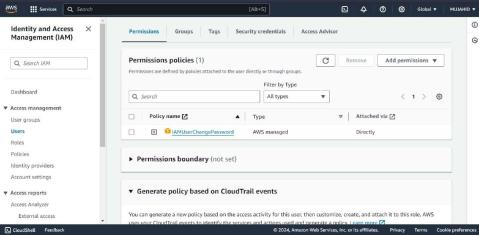 aws
Services
Search
[Alt+S]
Global
MUJAHID
Identity and Access
Management (IAM)
Search IAM
Dashboard
Access management
User groups
Users
Roles
Policies
Identity providers
Account settings
Access reports
Access Analyzer
External access
Permissions
Groups
Tags
Security credentials
Access Advisor
Permissions policies (1)
Remove
Add permissions
Permissions are defined by policies attached to the user directly or through groups.
Filter by Type
Search
All types
1
Policy name
Type
Attached via
IAMUserChangePassword
AWS managed
Directly
Permissions boundary (not set)
Generate policy based on CloudTrail events
You can generate a new policy based on the access activity for this user, then customize, create, and attach it to this role. AWS
uses your CloudTrail events to identify the services and actions used and generate a policy. Learn more
CloudShell
Feedback
© 2024, Amazon Web Services, Inc. or its affiliates.
Privacy
Terms
Cookie preferences